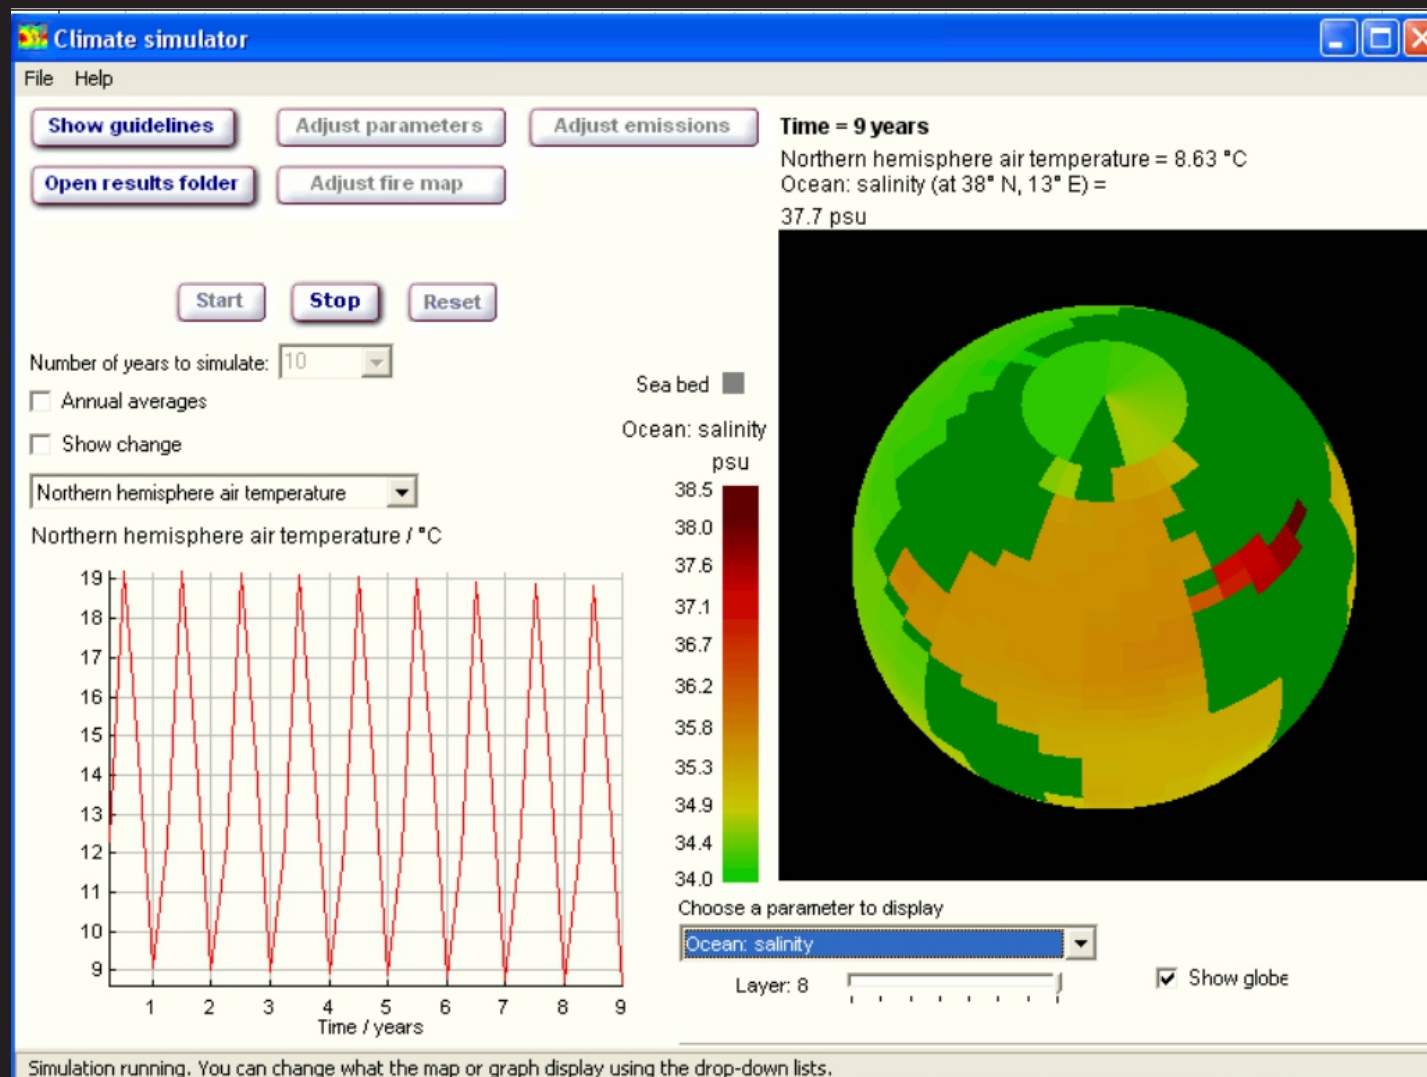 Climate simulator
File Help
Show guidelines Adjust parameters Adjust emissions
Open results folder Adjust fire map
Start Stop Reset
Number of years to simulate: 10
Annual averages
Show change
Northern hemisphere air temperature
Northern hemisphere air temperature / °C
19
18
17
16
15
14
13
12
11
10
9
1 2 3 4 5 6 7 8 9
Time / years
Time = 9 years
Northern hemisphere air temperature = 8.63 °C
Ocean: salinity (at 38° N, 13° E) =
37.7 psu
Sea bed
Ocean: salinity
psu
38.5
38.0
37.6
37.1
36.7
36.2
35.8
35.3
34.9
34.4
34.0
Choose a parameter to display
Ocean: salinity
Layer: 8
Show globe
Simulation running. You can change what the map or graph display using the drop-down lists.